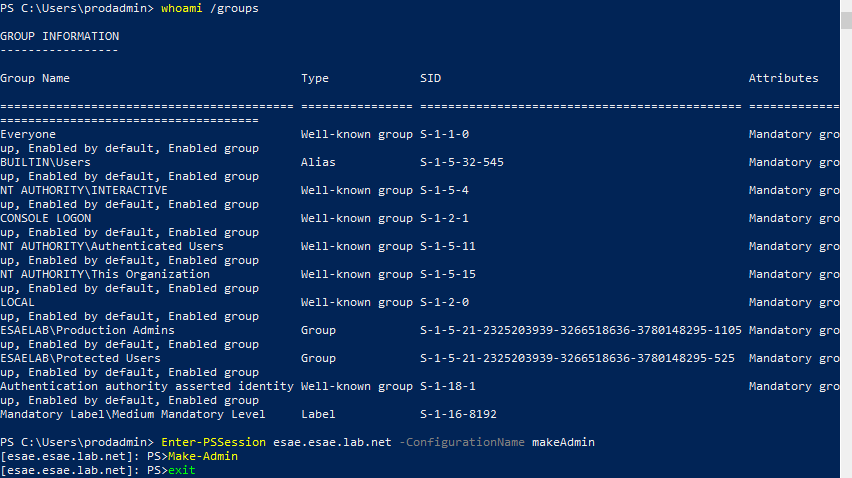 PS C:\Users\prodadmin> whoami /groups
GROUP INFORMATION
-----------------
Group Name                                 Type             SID                                            Attributes
========================================== ================ ============================================== =============
=====================================
Everyone                                   Well-known group S-1-1-0                                        Mandatory gro
up, Enabled by default, Enabled group
BUILTIN\Users                              Alias            S-1-5-32-545                                   Mandatory gro
up, Enabled by default, Enabled group
NT AUTHORITY\INTERACTIVE                   Well-known group S-1-5-4                                        Mandatory gro
up, Enabled by default, Enabled group
CONSOLE LOGON                              Well-known group S-1-2-1                                        Mandatory gro
up, Enabled by default, Enabled group
NT AUTHORITY\Authenticated Users           Well-known group S-1-5-11                                       Mandatory gro
up, Enabled by default, Enabled group
NT AUTHORITY\This Organization             Well-known group S-1-5-15                                       Mandatory gro
up, Enabled by default, Enabled group
LOCAL                                      Well-known group S-1-2-0                                        Mandatory gro
up, Enabled by default, Enabled group
ESAELAB\Production Admins                  Group            S-1-5-21-2325203939-3266518636-3780148295-1105 Mandatory gro
up, Enabled by default, Enabled group
ESAELAB\Protected Users                    Group            S-1-5-21-2325203939-3266518636-3780148295-525  Mandatory gro
up, Enabled by default, Enabled group
Authentication authority asserted identity Well-known group S-1-18-1                                       Mandatory gro
up, Enabled by default, Enabled group
Mandatory Label\Medium Mandatory Level     Label            S-1-16-8192
PS C:\Users\prodadmin> Enter-PSSession esae.esae.lab.net -ConfigurationName makeAdmin
[esae.esae.lab.net]: PS>Make-Admin
[esae.esae.lab.net]: PS>exit